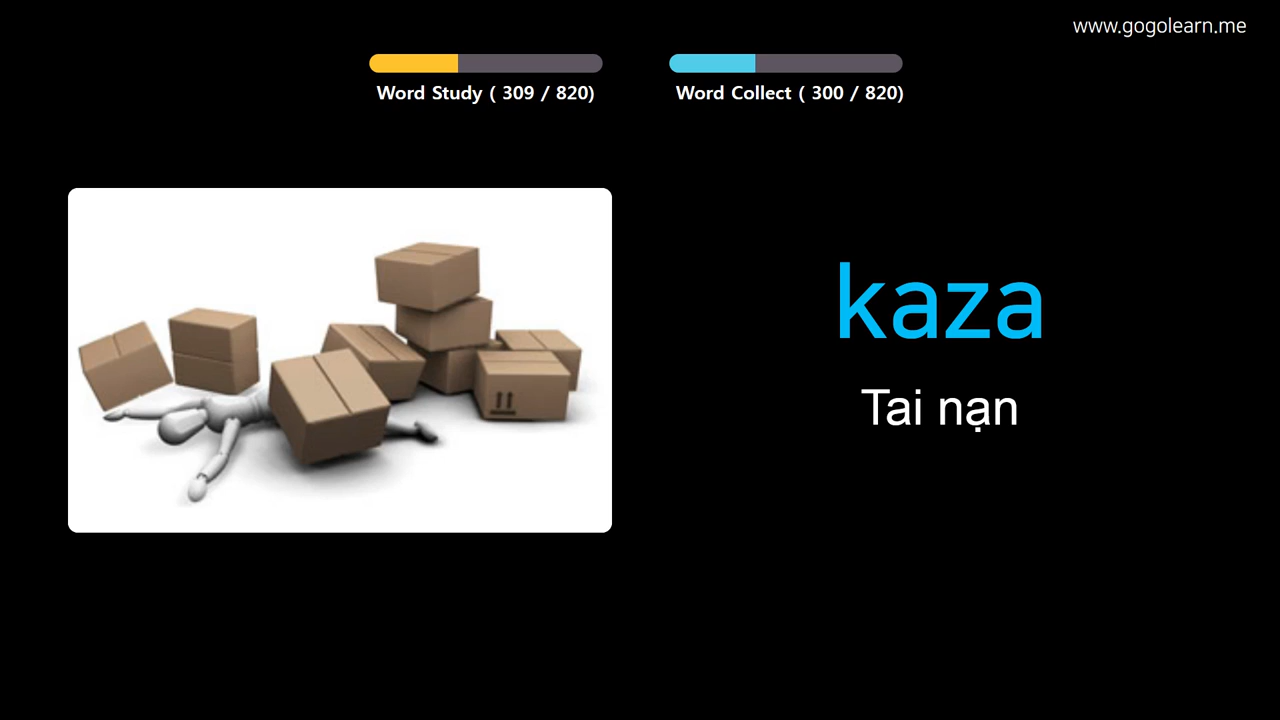 www.gogolearn.me
Word Study ( 309 / 820)
Word Collect ( 300 / 820)
kaza
Tai nạn